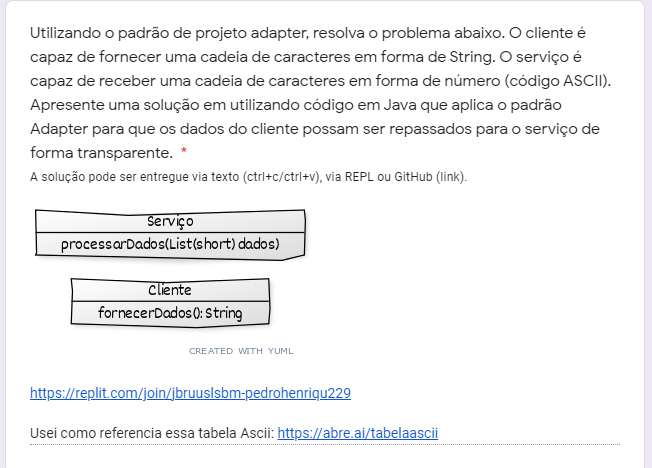 Utilizando o padrão de projeto adapter, resolva o problema abaixo. O cliente é
capaz de fornecer uma cadeia de caracteres em forma de String. O serviço é
capaz de receber uma cadeia de caracteres em forma de número (código ASCII).
Apresente uma solução em utilizando código em Java que aplica o padrão
Adapter para que os dados do cliente possam ser repassados para o serviço de
forma transparente. *
A solução pode ser entregue via texto (ctrl+c/ctrl+v), via REPL ou GitHub (link).
Serviço
processarDados(List(short) dados)
Cliente
fornecerDados(): String
CREATED WITH YUML
https://replit.com/join/jbruuslsbm-pedrohenriqu229
Usei como referencia essa tabela Ascii: https://abre.ai/tabelaascii